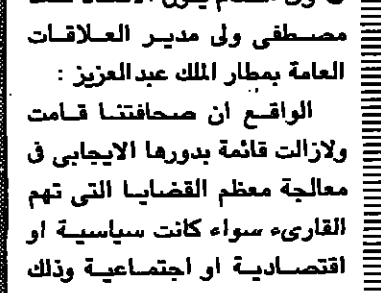 مصطفى ولى مدير العلاقات
العامة بمطار الملك عبدالعزيز :
الواقع ان صحافتنا قامت
ولازالت قائمة بدورها الايجابى فى
معالجة معظم القضايا التى تهم
القارىء سواء كانت سياسية او
اقتصادية او اجتماعية وذلك